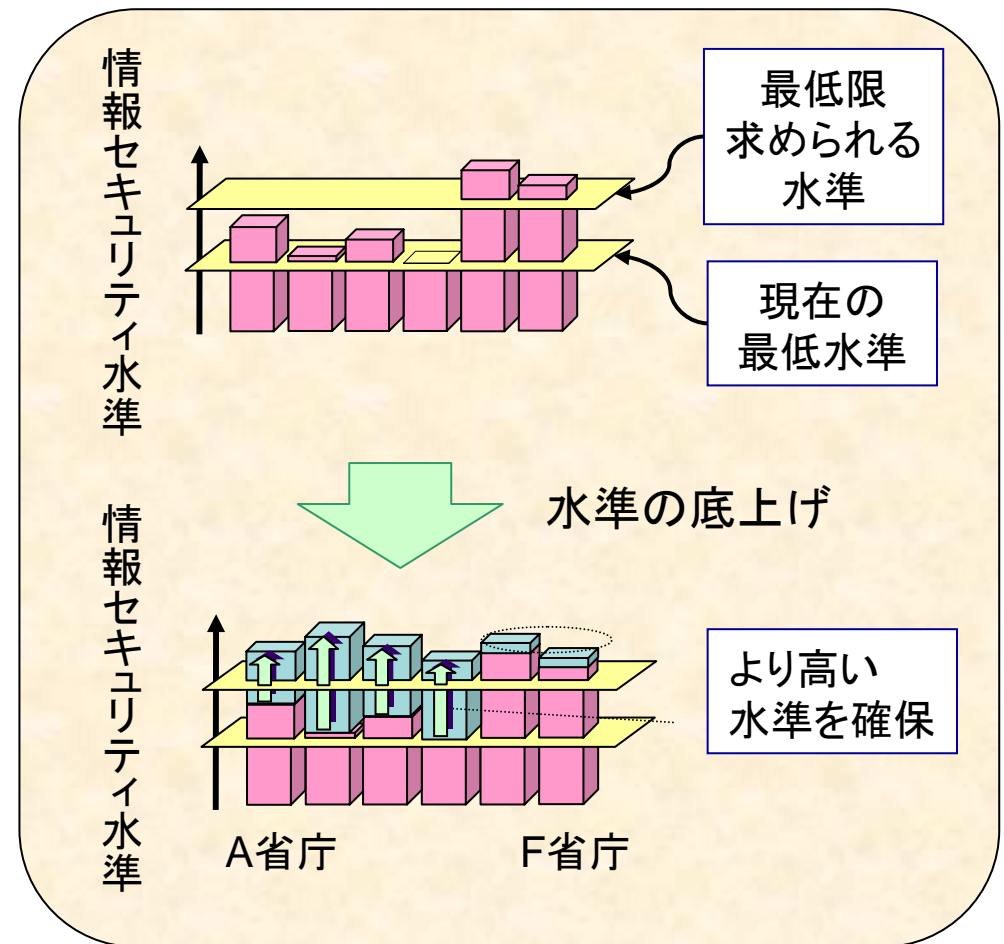 情報セキュリティ水準
最低限
求められる
水準
現在の
最低水準
水準の底上げ
情報セキュリティ水準
より高い
水準を確保
A省庁
F省庁